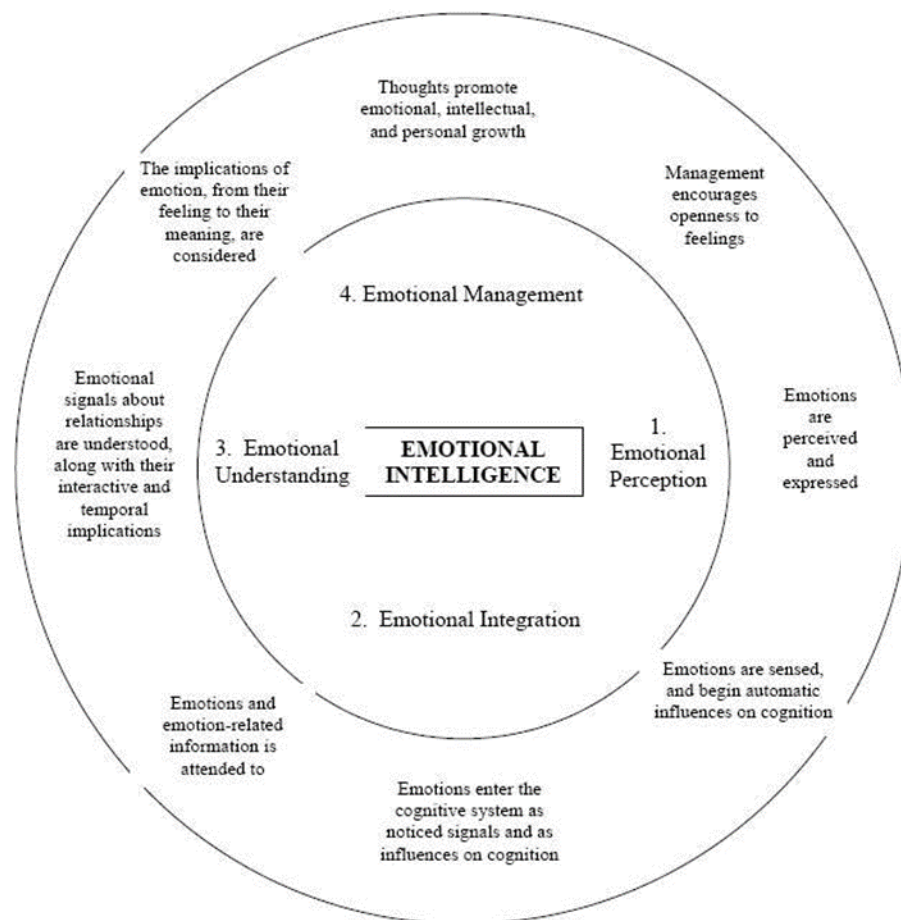 Thoughts promote
emotional, intellectual,
and personal growth
The implications of
emotion, from their
feeling to their
meaning, are
considered
Management
encourages
openness to
feelings
4. Emotional Management
Emotional
signals about
relationships
are understood,
along with their
interactive and
temporal
implications
3. Emotional
Understanding
EMOTIONAL
INTELLIGENCE
1.
Emotional
Perception
Emotions
are
perceived
and
expressed
2. Emotional Integration
Emotions are sensed,
and begin automatic
influences on cognition
Emotions and
emotion-related
information is
attended to
Emotions enter the
cognitive system as
noticed signals and as
influences on cognition